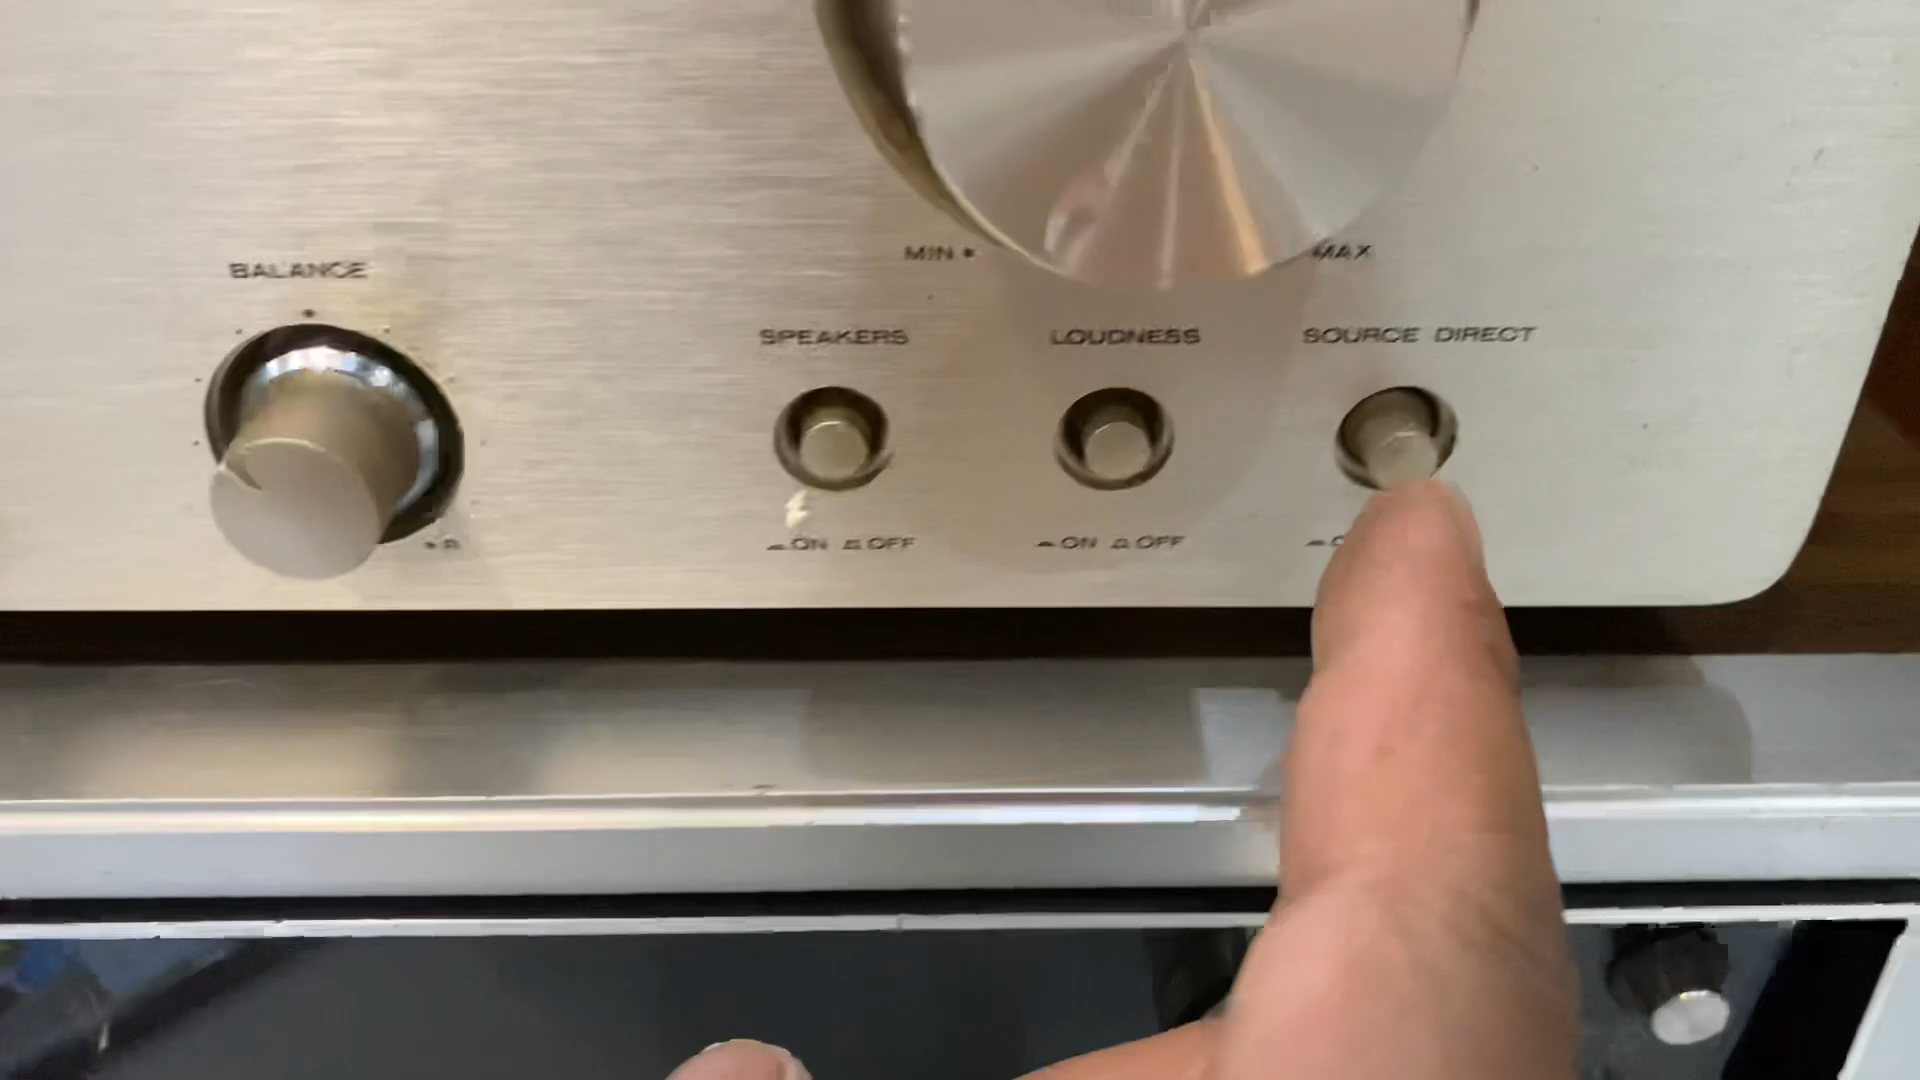 MIN
MAX
BALANCE
SPEAKERS
LOUDNESS
SOURCE DIRECT
R
ON OFF
ON OFF